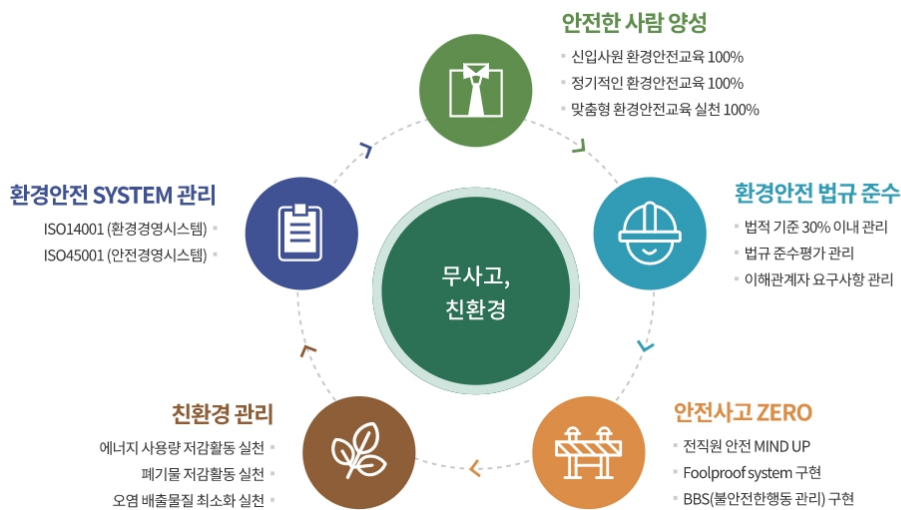 안전한 사람 양성
신입사원 환경안전교육 100%
정기적인 환경안전교육 100%
맞춤형 환경안전교육 실천 100%
환경안전 법규 준수
법적 기준 30% 이내 관리
법규 준수평가 관리
이해관계자 요구사항 관리
안전사고 ZERO
전직원 안전 MIND UP
Foolproof system 구현
BBS(불안전한행동 관리) 구현
친환경 관리
에너지 사용량 저감활동 실천
폐기물 저감활동 실천
오염 배출물질 최소화 실천
환경안전 SYSTEM 관리
ISO14001 (환경경영시스템)
ISO45001 (안전경영시스템)
무사고,
친환경